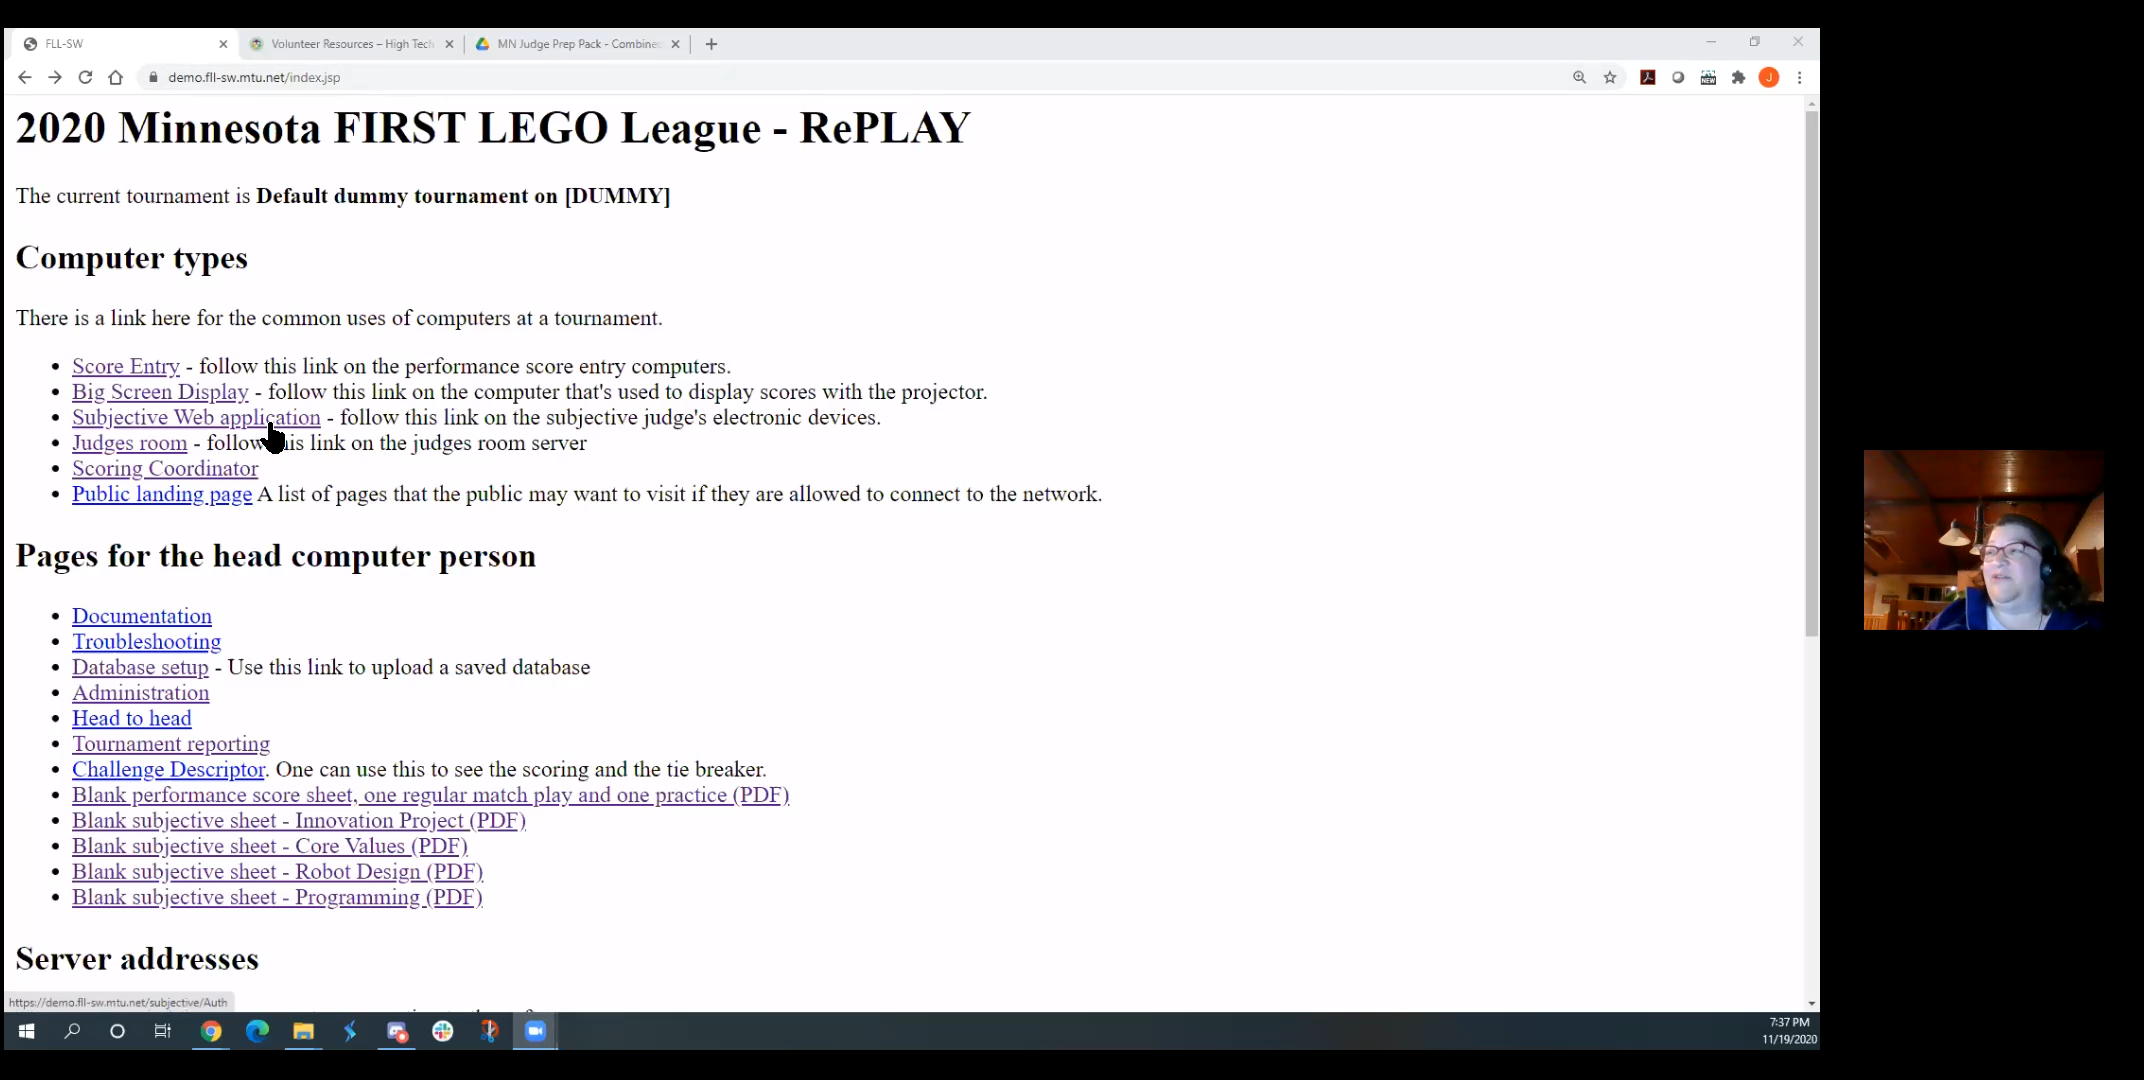 FLL-SW
Volunteer Resources – High Tech
MN Judge Prep Pack - Combine
demo.fll-sw.mtu.net/index.jsp
2020 Minnesota FIRST LEGO League - RePLAY
The current tournament is Default dummy tournament on [DUMMY]
Computer types
There is a link here for the common uses of computers at a tournament.
Score Entry - follow this link on the performance score entry computers.
Big Screen Display - follow this link on the computer that's used to display scores with the projector.
Subjective Web application - follow this link on the subjective judge's electronic devices.
Judges room - follow this link on the judges room server
Scoring Coordinator
Public landing page A list of pages that the public may want to visit if they are allowed to connect to the network.
Pages for the head computer person
Documentation
Troubleshooting
Database setup - Use this link to upload a saved database
Administration
Head to head
Tournament reporting
Challenge Descriptor. One can use this to see the scoring and the tie breaker.
Blank performance score sheet, one regular match play and one practice (PDF)
Blank subjective sheet - Innovation Project (PDF)
Blank subjective sheet - Core Values (PDF)
Blank subjective sheet - Robot Design (PDF)
Blank subjective sheet - Programming (PDF)
Server addresses
https://demo.fll-sw.mtu.net/subjective/Auth
7:37 PM
11/19/2020